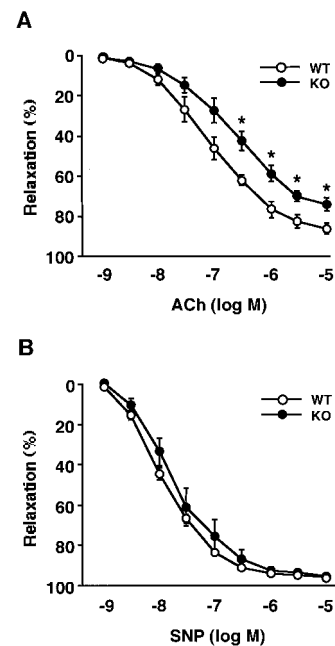 A
0
20
40
60
80
100
Relaxation (%)
WT
KO
*
*
*
*
-9
-8
-7
-6
-5
ACh (log M)
B
0
20
40
60
80
100
Relaxation (%)
WT
KO
-9
-8
-7
-6
-5
SNP (log M)